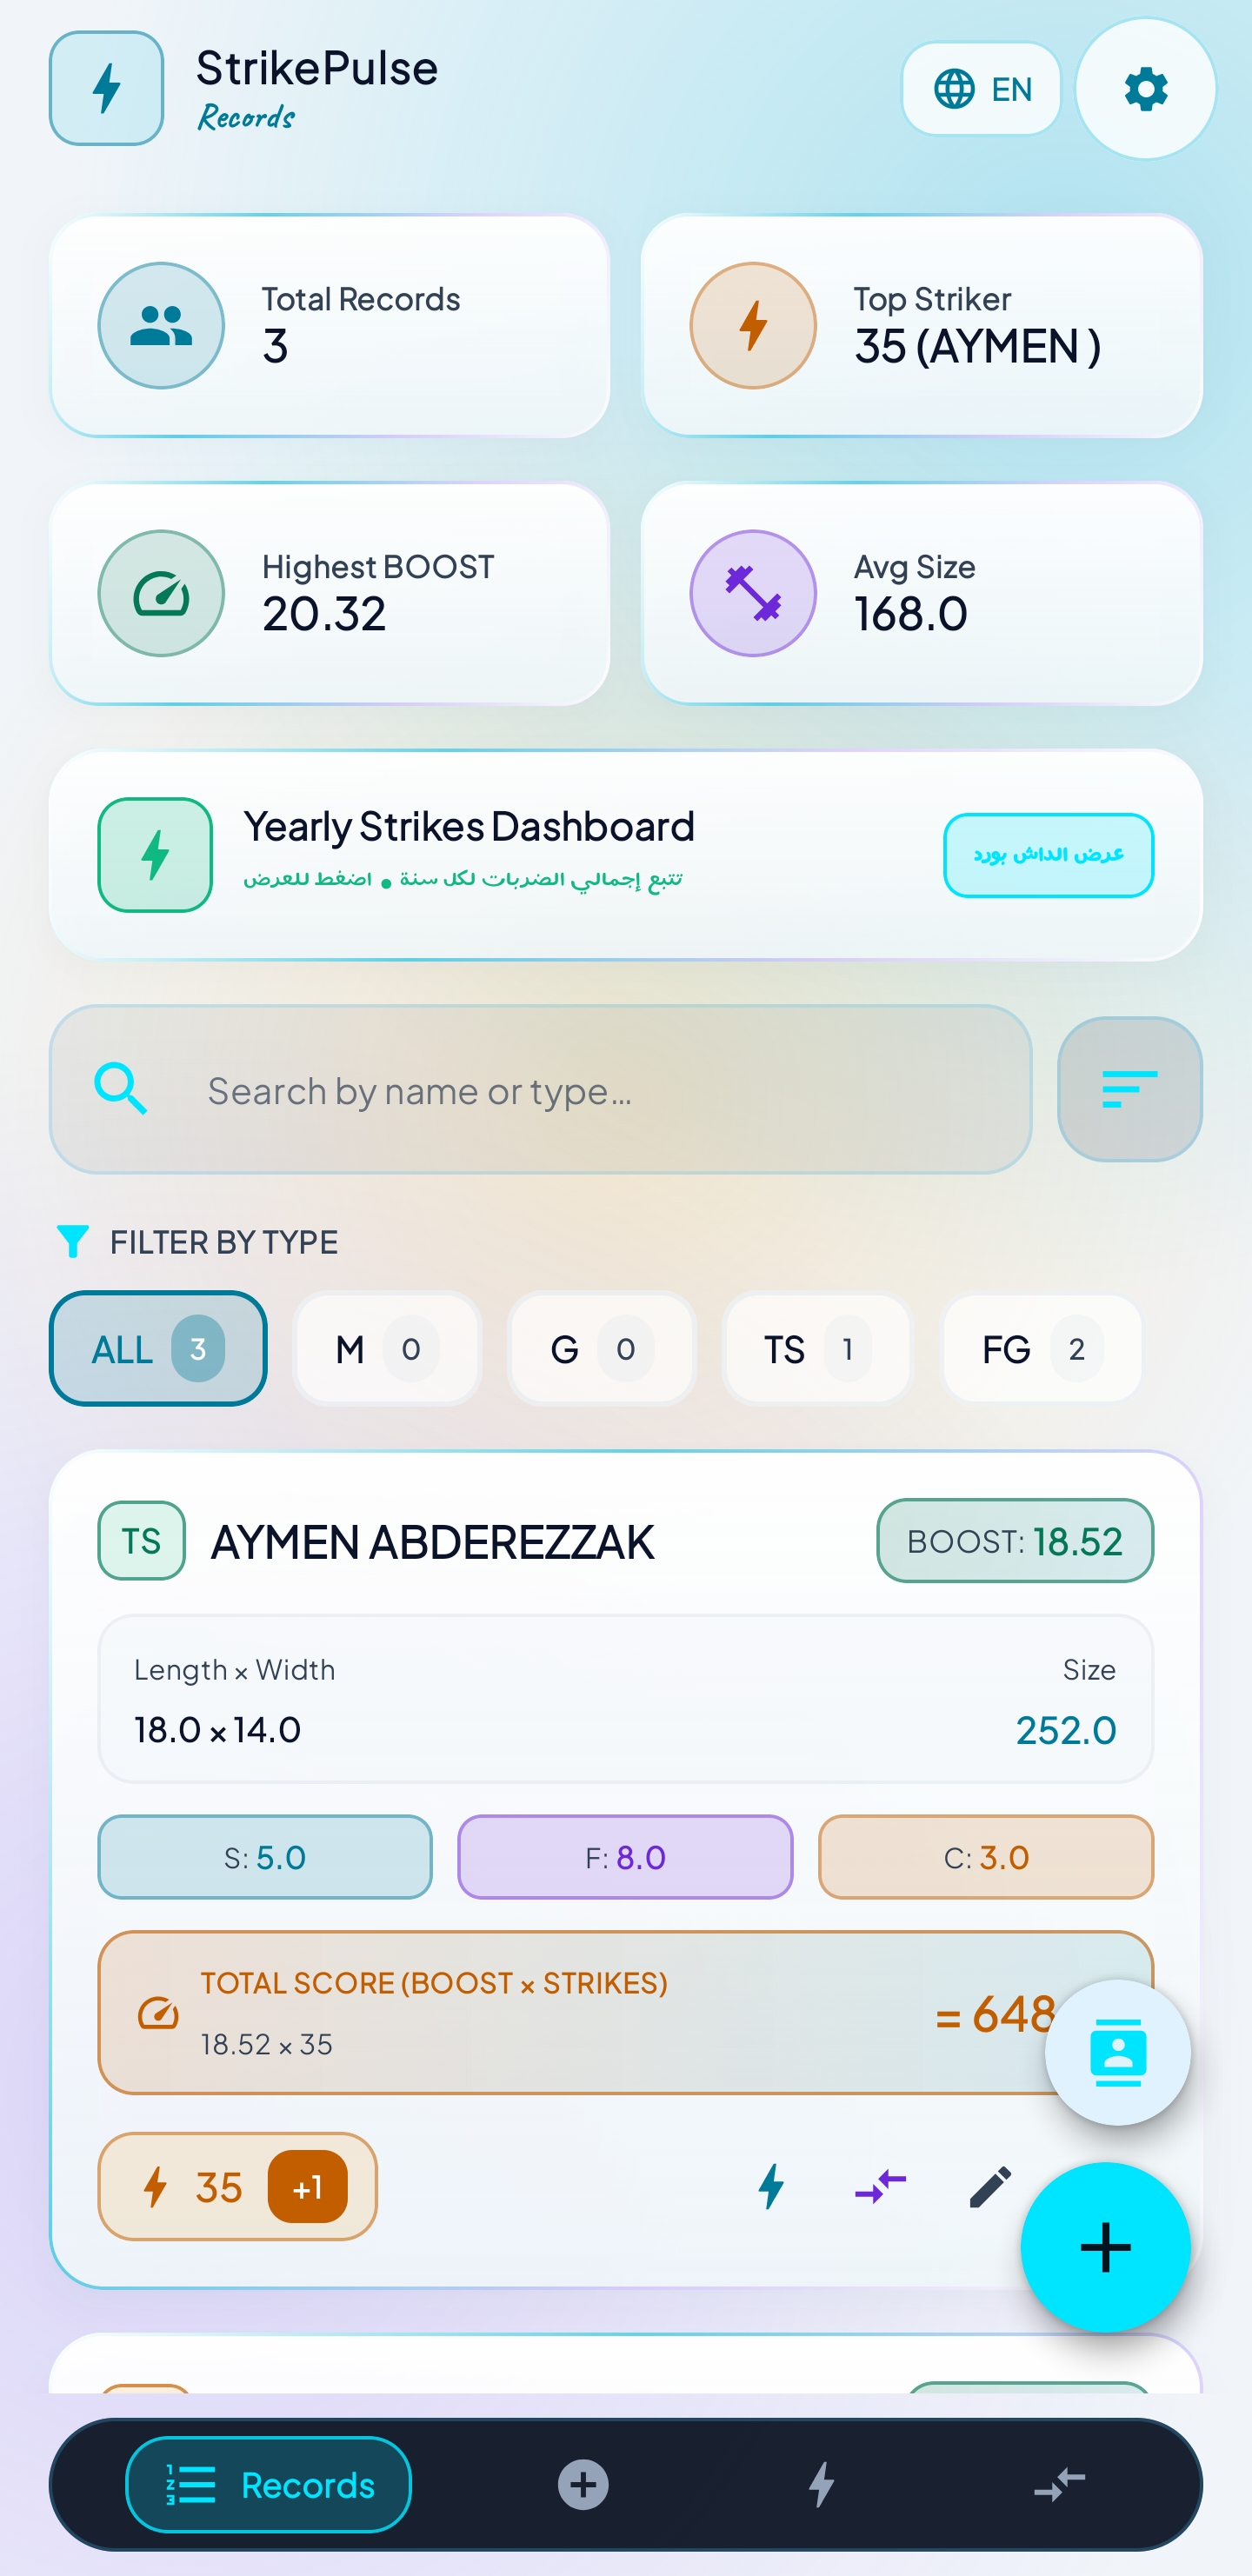 StrikePulse
Records
EN
Total Records
3
Top Striker
35 (AYMEN )
Highest BOOST
20.32
Avg Size
168.0
Yearly Strikes Dashboard
تتبع إجمالي الضربات لكل سنة • اضغط للعرض
عرض الداش بورد
Search by name or type...
FILTER BY TYPE
ALL 3
M 0
G 0
TS 1
FG 2
TS
AYMEN ABDEREZZAK
BOOST: 18.52
Length × Width
Size
18.0 × 14.0
252.0
S: 5.0
F: 8.0
C: 3.0
TOTAL SCORE (BOOST × STRIKES)
18.52 × 35
= 648
35
+1
Records